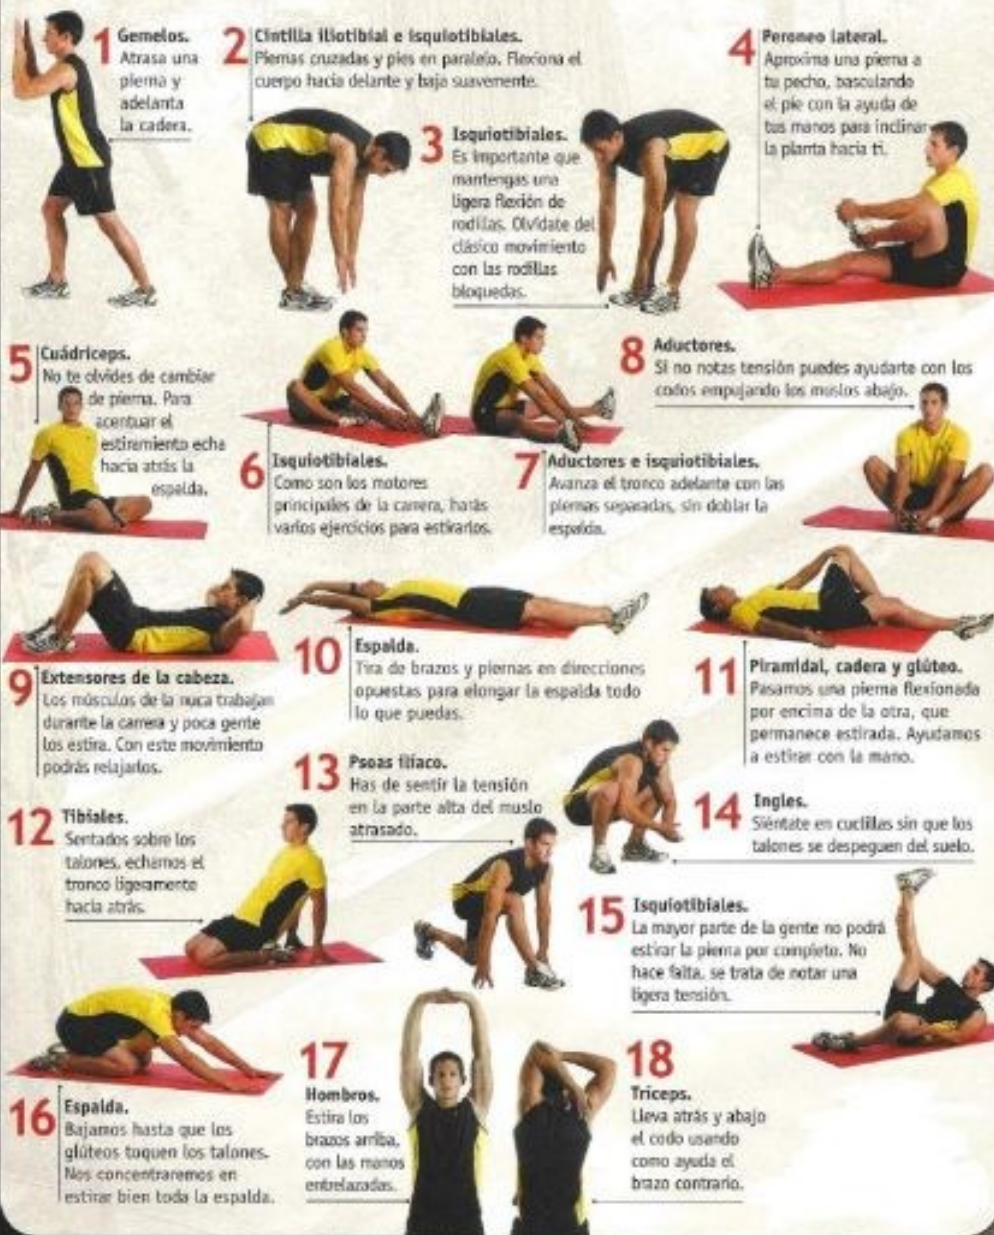 1
Gemelos.
Atrasa una
pierna y
adelanta
la cadera.
2
Cintilla iliotibial e isquiotibiales.
Piernas cruzadas y pies en paralelo. Flexiona el
cuerpo hacia delante y baja suavemente.
3
Isquiotibiales.
Es importante que
mantengas una
ligera flexión de
rodillas. Olvídate del
clásico movimiento
con las rodillas
bloquedas.
4
Peroneo lateral.
Aproxima una pierna a
tu pecho, basculando
el pie con la ayuda de
tus manos para inclinar
la planta hacia ti.
5
Cuádriceps.
No te olvides de cambiar
de pierna. Para
acentuar el
estiramiento echa
hacia atrás la
espalda.
6
Isquiotibiales.
Como son los motores
principales de la carrera, harás
varios ejercicios para estirarlos.
7
Aductores e isquiotibiales.
Avanza el tronco adelante con las
piernas separadas, sin doblar la
espalda.
8
Aductores.
Si no notas tensión puedes ayudarte con los
codos empujando los muslos abajo.
9
Extensores de la cabeza.
Los músculos de la nuca trabajan
durante la carrera y poca gente
los estira. Con este movimiento
podrás relajarlos.
10
Espalda.
Tira de brazos y piernas en direcciones
opuestas para elongar la espalda todo
lo que puedas.
11
Piramidal, cadera y glúteo.
Pasamos una pierna flexionada
por encima de la otra, que
permanece estirada. Ayudamos
a estirar con la mano.
12
Tibiales.
Sentados sobre los
talones, echamos el
tronco ligeramente
hacia atrás.
13
Psoas ilíaco.
Has de sentir la tensión
en la parte alta del muslo
atrasado.
14
Ingles.
Siéntate en cuclillas sin que los
talones se despeguen del suelo.
15
Isquiotibiales.
La mayor parte de la gente no podrá
estirar la pierna por completo. No
hace falta, se trata de notar una
ligera tensión.
16
Espalda.
Bajamos hasta que los
glúteos toquen los talones.
Nos concentraremos en
estirar bien toda la espalda.
17
Hombros.
Estira los
brazos arriba,
con las manos
entrelazadas.
18
Tríceps.
Lleva atrás y abajo
el codo usando
como ayuda el
brazo contrario.